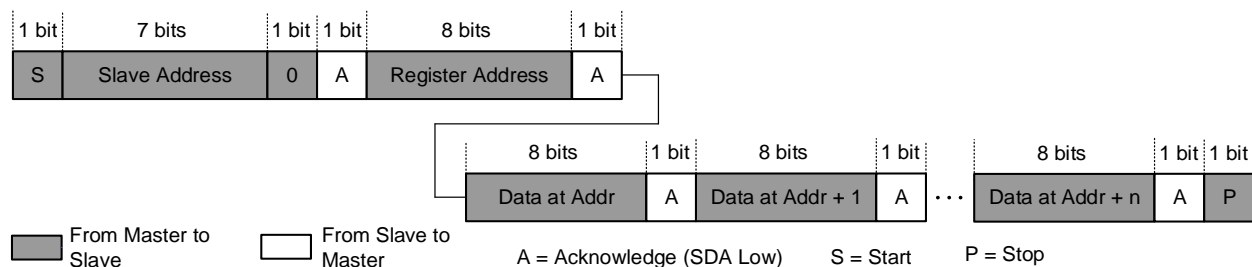 1 bit 7 bits 1 bit 1 bit 8 bits 1 bit
S Slave Address 0 A Register Address A
8 bits 1 bit 8 bits 1 bit 8 bits 1 bit 1 bit
Data at Addr A Data at Addr + 1 A ... Data at Addr + n A P
From Master to
Slave
From Slave to
Master
A = Acknowledge (SDA Low) S = Start P = Stop